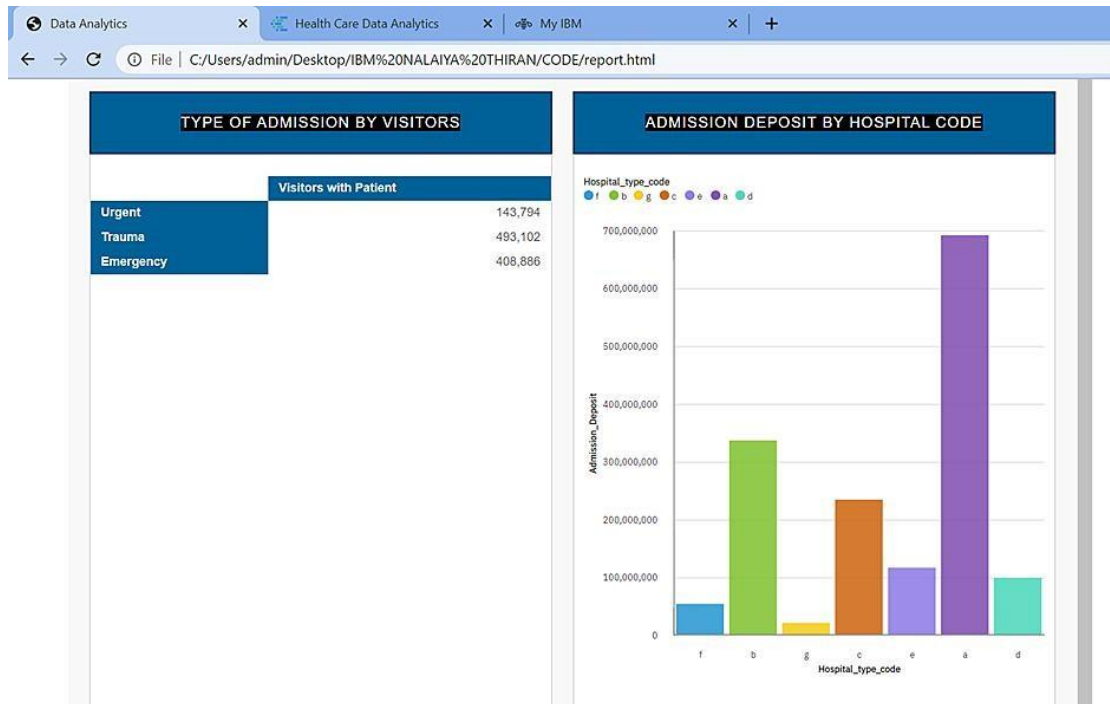 Data Analytics
Health Care Data Analytics
My IBM
File | C:/Users/admin/Desktop/IBM%20NALAIYA%20THIRAN/CODE/report.html
TYPE OF ADMISSION BY VISITORS
Visitors with Patient
Urgent 143,794
Trauma 493,102
Emergency 408,886
ADMISSION DEPOSIT BY HOSPITAL CODE
Hospital_type_code
f b g c e a d
700,000,000
600,000,000
500,000,000
400,000,000
300,000,000
200,000,000
100,000,000
0
Admission_Deposit
f b g c e a d
Hospital_type_code